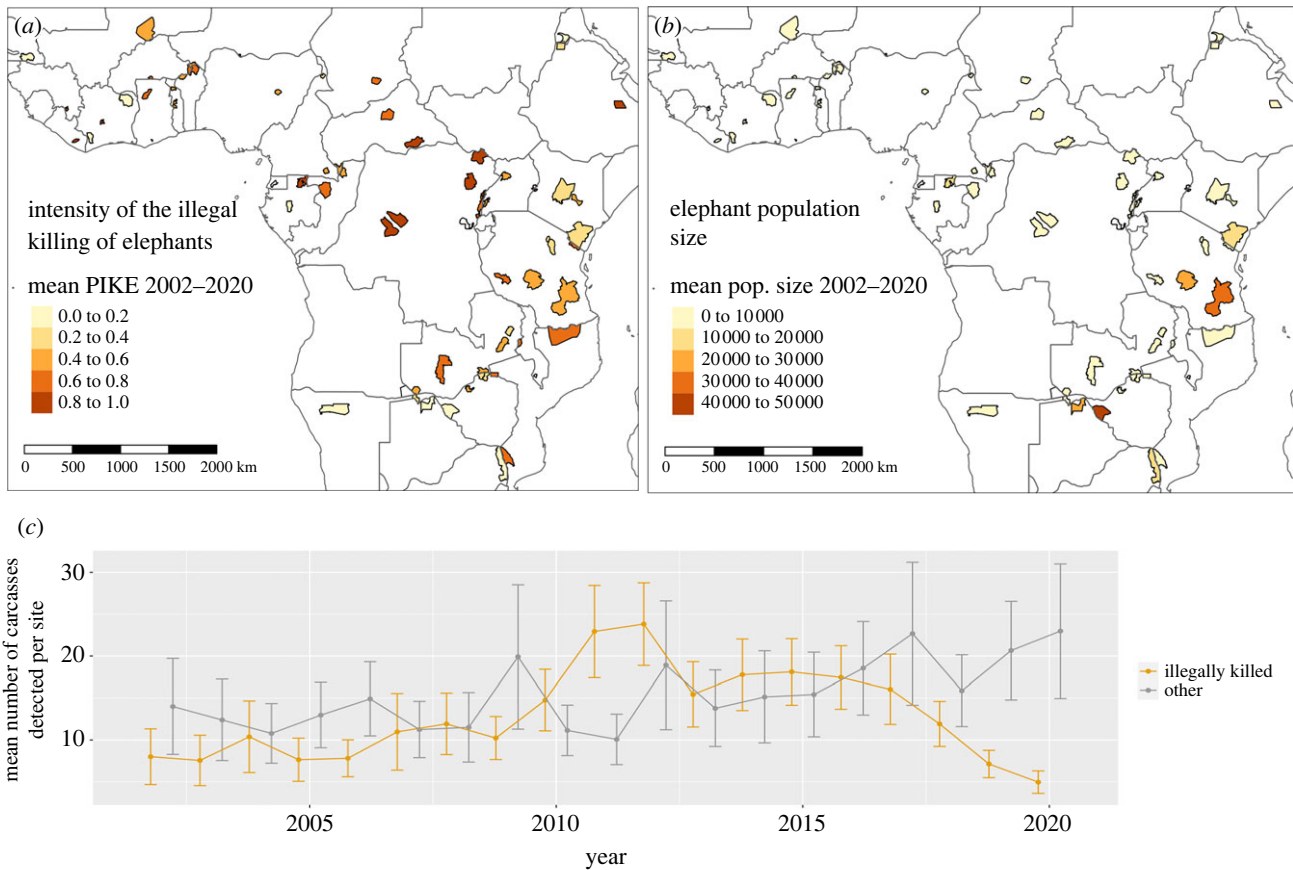 (a)
intensity of the illegal
killing of elephants
mean PIKE 2002–2020
0.0 to 0.2
0.2 to 0.4
0.4 to 0.6
0.6 to 0.8
0.8 to 1.0
0 500 1000 1500 2000 km
(b)
elephant population
size
mean pop. size 2002–2020
0 to 10 000
10 000 to 20 000
20 000 to 30 000
30 000 to 40 000
40 000 to 50 000
0 500 1000 1500 2000 km
(c)
mean number of carcasses
detected per site
30
20
10
2005 2010 2015 2020
year
illegally killed
other